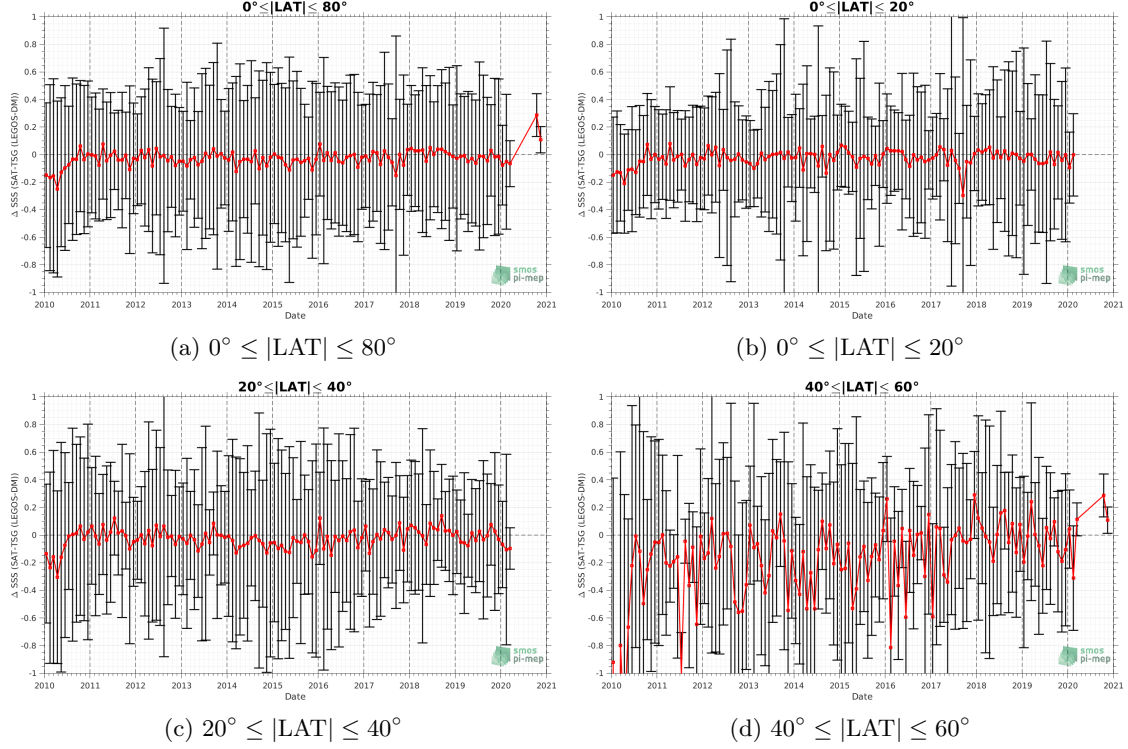 0°≤|LAT|≤ 80°
Δ SSS (SAT-TSG (LEGOS-DM))
1
0.8
0.6
0.4
0.2
0
-0.2
-0.4
-0.6
-0.8
-1
smos
pi-mep
2010 2011 2012 2013 2014 2015 2016 2017 2018 2019 2020 2021
Date
(a) 0° ≤ |LAT| ≤ 80°
0°≤|LAT|≤ 20°
Δ SSS (SAT-TSG (LEGOS-DM))
1
0.8
0.6
0.4
0.2
0
-0.2
-0.4
-0.6
-0.8
-1
smos
pi-mep
2010 2011 2012 2013 2014 2015 2016 2017 2018 2019 2020 2021
Date
(b) 0° ≤ |LAT| ≤ 20°
20°≤|LAT|≤ 40°
Δ SSS (SAT-TSG (LEGOS-DM))
1
0.8
0.6
0.4
0.2
0
-0.2
-0.4
-0.6
-0.8
-1
smos
pi-mep
2010 2011 2012 2013 2014 2015 2016 2017 2018 2019 2020 2021
Date
(c) 20° ≤ |LAT| ≤ 40°
40°≤|LAT|≤ 60°
Δ SSS (SAT-TSG (LEGOS-DM))
1
0.8
0.6
0.4
0.2
0
-0.2
-0.4
-0.6
-0.8
-1
smos
pi-mep
2010 2011 2012 2013 2014 2015 2016 2017 2018 2019 2020 2021
Date
(d) 40° ≤ |LAT| ≤ 60°